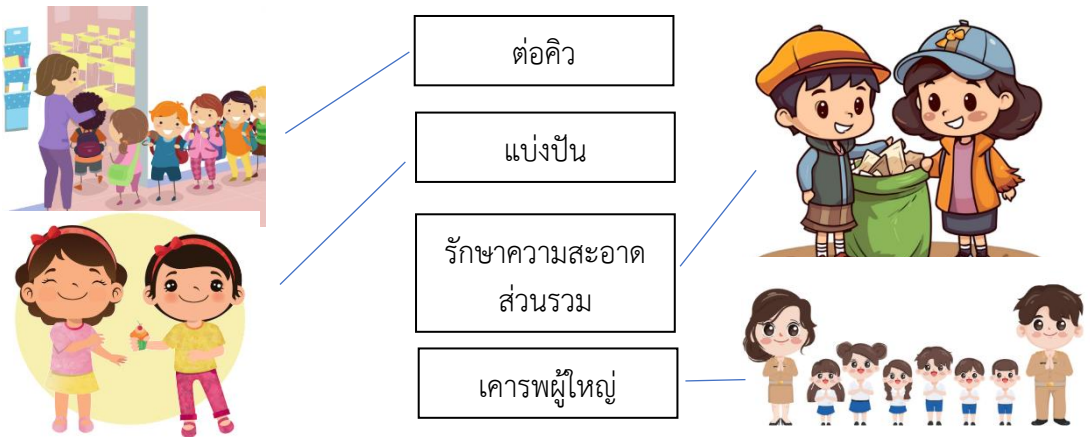 ต่อคิว
แบ่งปัน
รักษาความสะอาด
ส่วนรวม
เคารพผู้ใหญ่